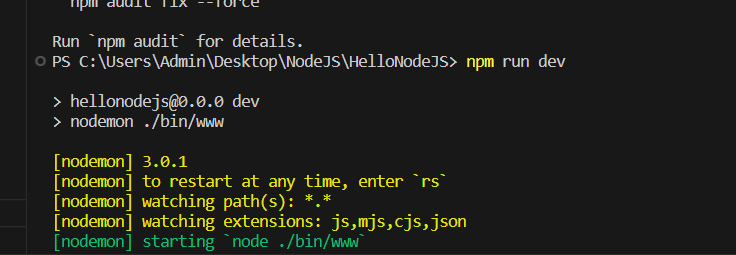 npm audit fix --force
Run `npm audit` for details.
PS C:\Users\Admin\Desktop\NodeJS\HelloNodeJS> npm run dev
> hellonodejs@0.0.0 dev
> nodemon ./bin/www
[nodemon] 3.0.1
[nodemon] to restart at any time, enter `rs`
[nodemon] watching path(s): *.*
[nodemon] watching extensions: js,mjs,cjs,json
[nodemon] starting `node ./bin/www`